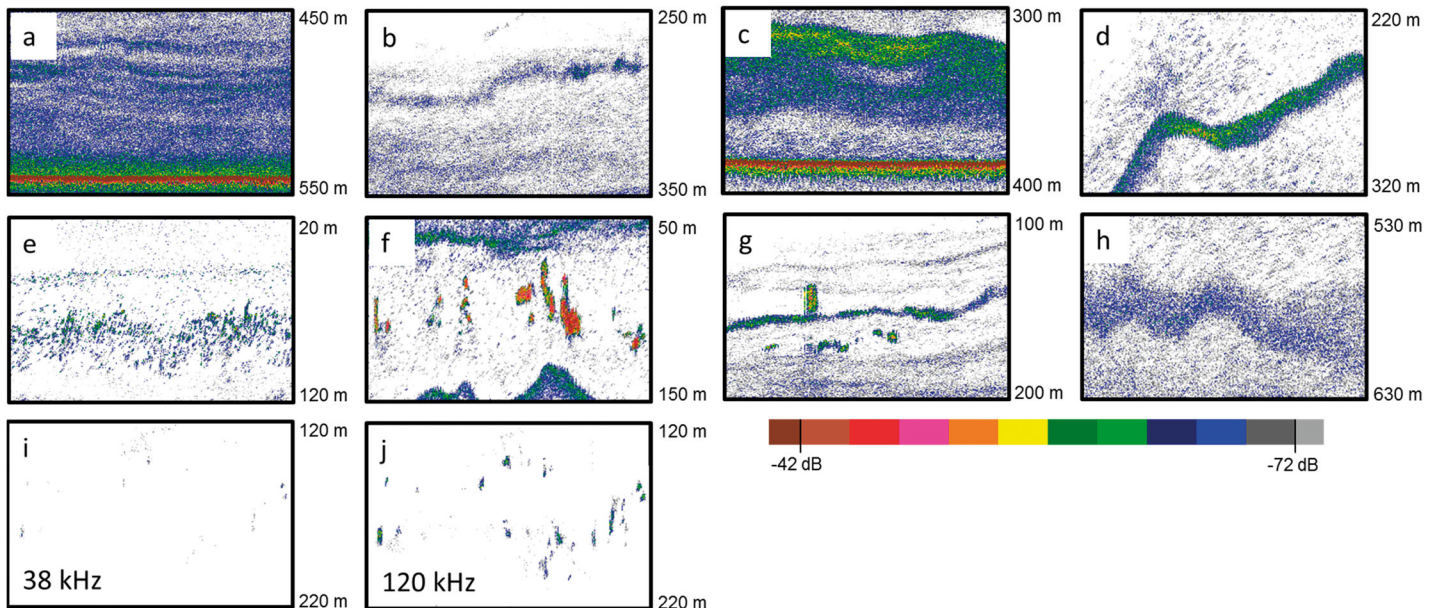 a
450 m
550 m
b
250 m
350 m
c
300 m
400 m
d
220 m
320 m
e
20 m
120 m
f
50 m
150 m
g
100 m
200 m
h
530 m
630 m
i
38 kHz
120 m
220 m
j
120 kHz
120 m
220 m
-42 dB
-72 dB